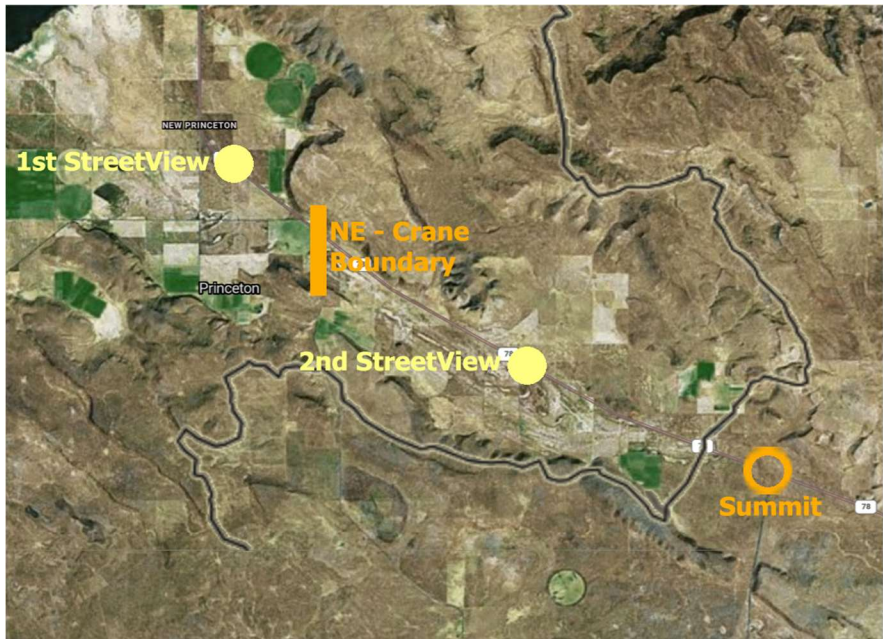 NEW PRINCETON
1st StreetView
NE - Crane
Boundary
Princeton
2nd StreetView
78
Summit
78